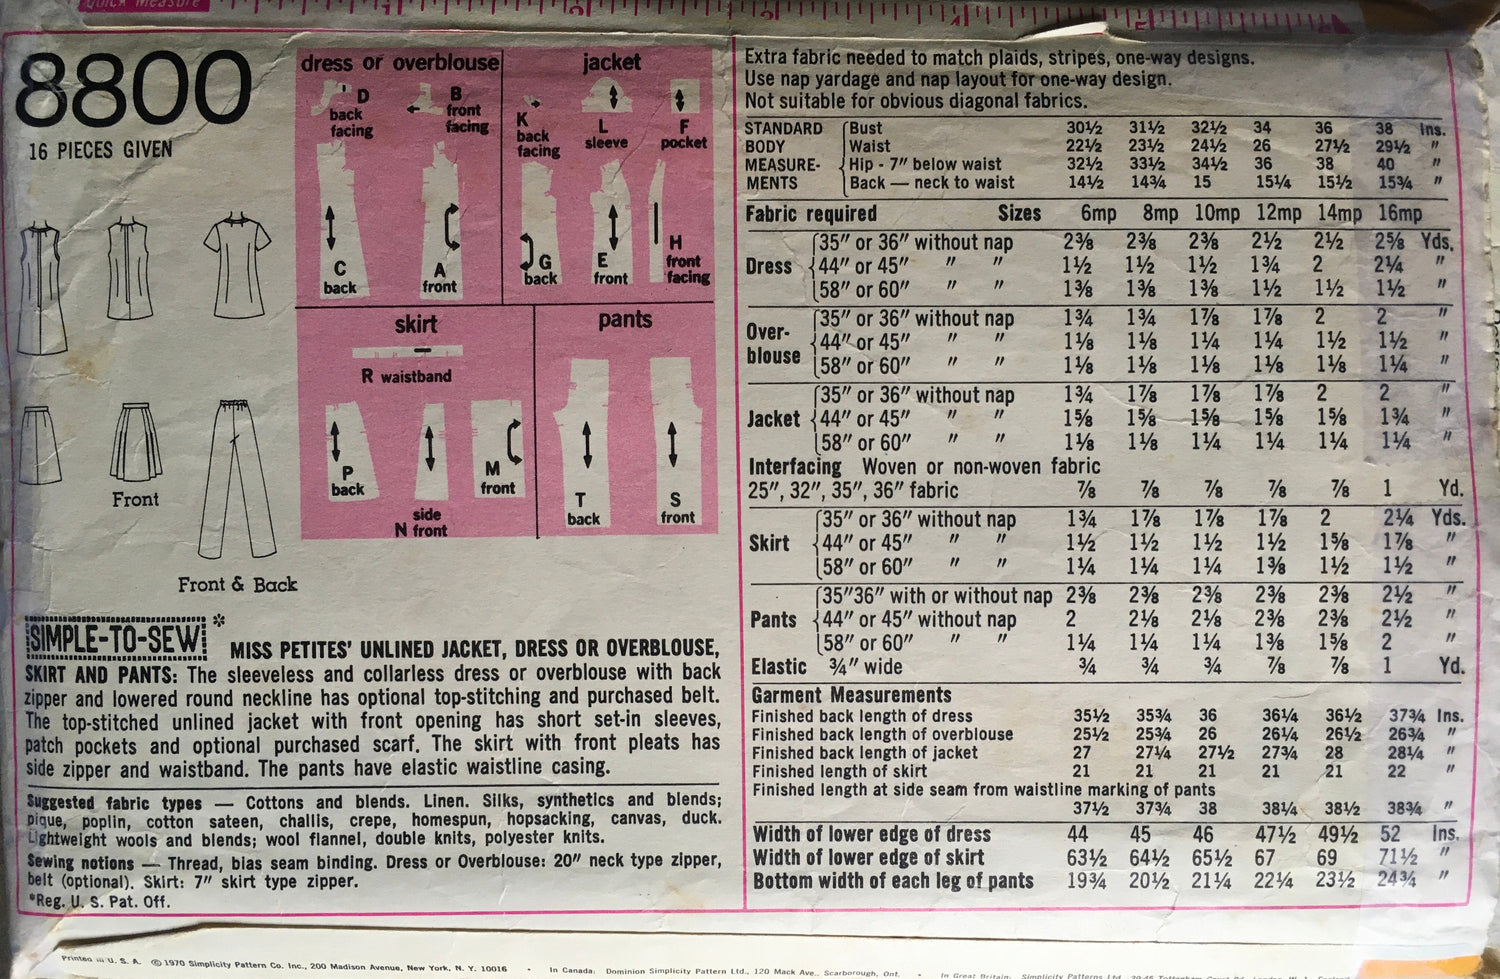 Quick Measure
8800
16 PIECES GIVEN
dress or overblouse
D
back
facing
B
front
facing
C
back
A
front
jacket
K
back
facing
L
sleeve
F
pocket
G
back
E
front
H
front
facing
skirt
R waistband
P
back
side
N front
M
front
pants
T
back
S
front
Front
Front & Back
SIMPLE-TO-SEW* MISS PETITES' UNLINED JACKET, DRESS OR OVERBLOUSE,
SKIRT AND PANTS: The sleeveless and collarless dress or overblouse with back
zipper and lowered round neckline has optional top-stitching and purchased belt.
The top-stitched unlined jacket with front opening has short set-in sleeves,
patch pockets and optional purchased scarf. The skirt with front pleats has
side zipper and waistband. The pants have elastic waistline casing.
Suggested fabric types — Cottons and blends. Linen. Silks, synthetics and blends;
pique, poplin, cotton sateen, challis, crepe, homespun, hopsacking, canvas, duck.
Lightweight wools and blends; wool flannel, double knits, polyester knits.
Sewing notions — Thread, bias seam binding. Dress or Overblouse: 20" neck type zipper,
belt (optional). Skirt: 7" skirt type zipper.
*Reg. U. S. Pat. Off.
Extra fabric needed to match plaids, stripes, one-way designs.
Use nap yardage and nap layout for one-way design.
Not suitable for obvious diagonal fabrics.
STANDARD Bust 30½ 31½ 32½ 34 36 38 Ins.
BODY Waist 22½ 23½ 24½ 26 27½ 29½ "
MEASURE- Hip - 7" below waist 32½ 33½ 34½ 36 38 40 "
MENTS Back — neck to waist 14½ 14¾ 15 15¼ 15½ 15¾ "
Fabric required Sizes 6mp 8mp 10mp 12mp 14mp 16mp
35" or 36" without nap 2⅜ 2⅜ 2⅜ 2½ 2½ 2⅝ Yds.
Dress 44" or 45" " " 1½ 1½ 1½ 1¾ 2 2¼ "
58" or 60" " " 1⅜ 1⅜ 1⅜ 1½ 1½ 1½ "
Over- 35" or 36" without nap 1¾ 1¾ 1⅞ 1⅞ 2 2 "
44" or 45" " " 1⅛ 1⅛ 1¼ 1¼ 1½ 1½ "
blouse 58" or 60" " " 1⅛ 1⅛ 1⅛ 1⅛ 1⅛ 1¼ "
35" or 36" without nap 1¾ 1⅞ 1⅞ 1⅞ 2 2 "
Jacket 44" or 45" " " 1⅝ 1⅝ 1⅝ 1⅝ 1⅝ 1¾ "
58" or 60" " " 1⅛ 1⅛ 1¼ 1¼ 1¼ 1¼ "
Interfacing Woven or non-woven fabric
25", 32", 35", 36" fabric ⅞ ⅞ ⅞ ⅞ ⅞ 1 Yd.
35" or 36" without nap 1¾ 1⅞ 1⅞ 1⅞ 2 2¼ Yds.
Skirt 44" or 45" " " 1½ 1½ 1½ 1½ 1⅝ 1⅞ "
58" or 60" " " 1¼ 1¼ 1¼ 1⅜ 1½ 1½ "
35"36" with or without nap 2⅜ 2⅜ 2⅜ 2⅜ 2⅜ 2½ "
Pants 44" or 45" without nap 2 2⅛ 2⅛ 2⅜ 2⅜ 2½ "
58" or 60" " " 1¼ 1¼ 1¼ 1⅜ 1⅝ 2 "
Elastic ¾" wide ¾ ¾ ¾ ⅞ ⅞ 1 Yd.
Garment Measurements
Finished back length of dress 35½ 35¾ 36 36¼ 36½ 37¾ Ins.
Finished back length of overblouse 25½ 25¾ 26 26¼ 26½ 26¾ "
Finished back length of jacket 27 27¼ 27½ 27¾ 28 28¼ "
Finished length of skirt 21 21 21 21 21 22 "
Finished length at side seam from waistline marking of pants
37½ 37¾ 38 38¼ 38½ 38¾ "
Width of lower edge of dress 44 45 46 47½ 49½ 52 Ins.
Width of lower edge of skirt 63½ 64½ 65½ 67 69 71½ "
Bottom width of each leg of pants 19¾ 20½ 21¼ 22¼ 23½ 24¾ "
Printed in U. S. A. © 1970 Simplicity Pattern Co. Inc., 200 Madison Avenue, New York, N. Y. 10016 • In Canada: Dominion Simplicity Pattern Ltd., 120 Mack Ave., Scarborough, Ont. • In Great Britain: Simplicity Patterns Ltd.